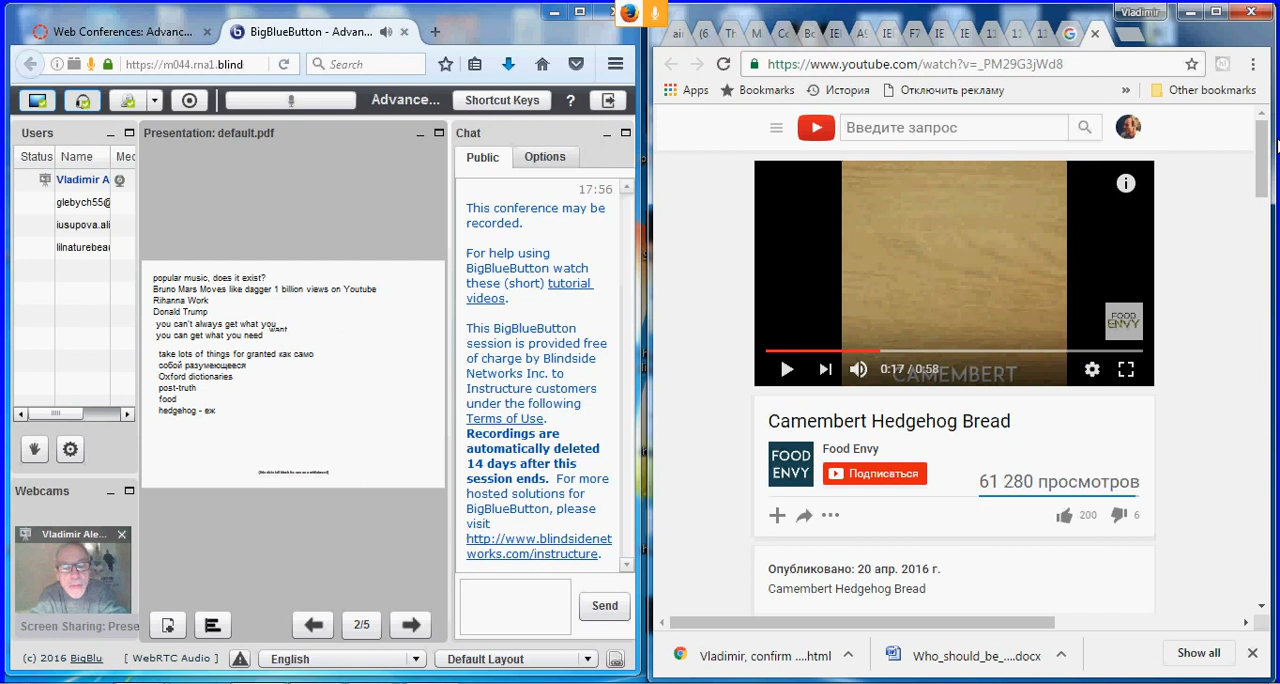 Web Conferences: Advanc...
BigBlueButton - Advan...
https://m044.rna1.blind
Search
Advance...
Shortcut Keys
?
Users
Status
Name
Med
Vladimir A
glebych55@
iusupova.ali
lilnaturebeau
Webcams
Vladimir Ale...
Screen Sharing: Prese
Presentation: default.pdf
popular music, does it exist?
Bruno Mars Moves like dagger 1 billion views on Youtube
Rihanna Work
Donald Trump
you can't always get what you want
you can get what you need
take lots of things for granted как само
собой разумеющееся
Oxford dictionaries
post-truth
food
hedgehog - еж
2/5
Chat
Public
Options
17:56
This conference may be
recorded.
For help using
BigBlueButton watch
these (short) tutorial
videos.
This BigBlueButton
session is provided free
of charge by Blindside
Networks Inc. to
Instructure customers
under the following
Terms of Use.
Recordings are
automatically deleted
14 days after this
session ends. For more
hosted solutions for
BigBlueButton, please
visit
http://www.blindsidenet
works.com/instructure.
Send
(c) 2016 BigBlu
[ WebRTC Audio ]
English
Default Layout
Vladimir
https://www.youtube.com/watch?v=_PM29G3jWd8
Apps
Bookmarks
История
Отключить рекламу
»
Other bookmarks
Введите запрос
FOOD
ENVY
CAMEMBERT
0:17 / 0:58
Camembert Hedgehog Bread
FOOD
ENVY
Food Envy
Подписаться
61 280 просмотров
200
6
Опубликовано: 20 апр. 2016 г.
Camembert Hedgehog Bread
Vladimir, confirm ....html
Who_should_be_....docx
Show all